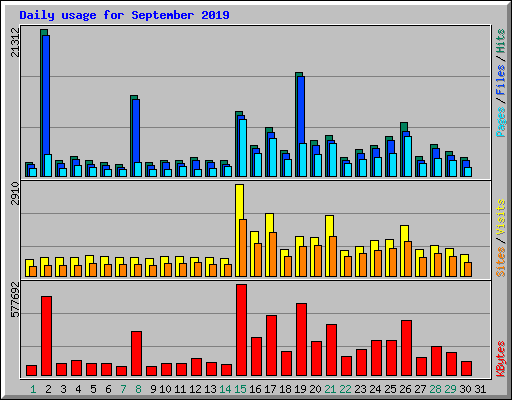 Daily usage for September 2019
21312
Pages / Files / Hits
2910
Sites / Visits
577692
KBytes
1 2 3 4 5 6 7 8 9 10 11 12 13 14 15 16 17 18 19 20 21 22 23 24 25 26 27 28 29 30 31